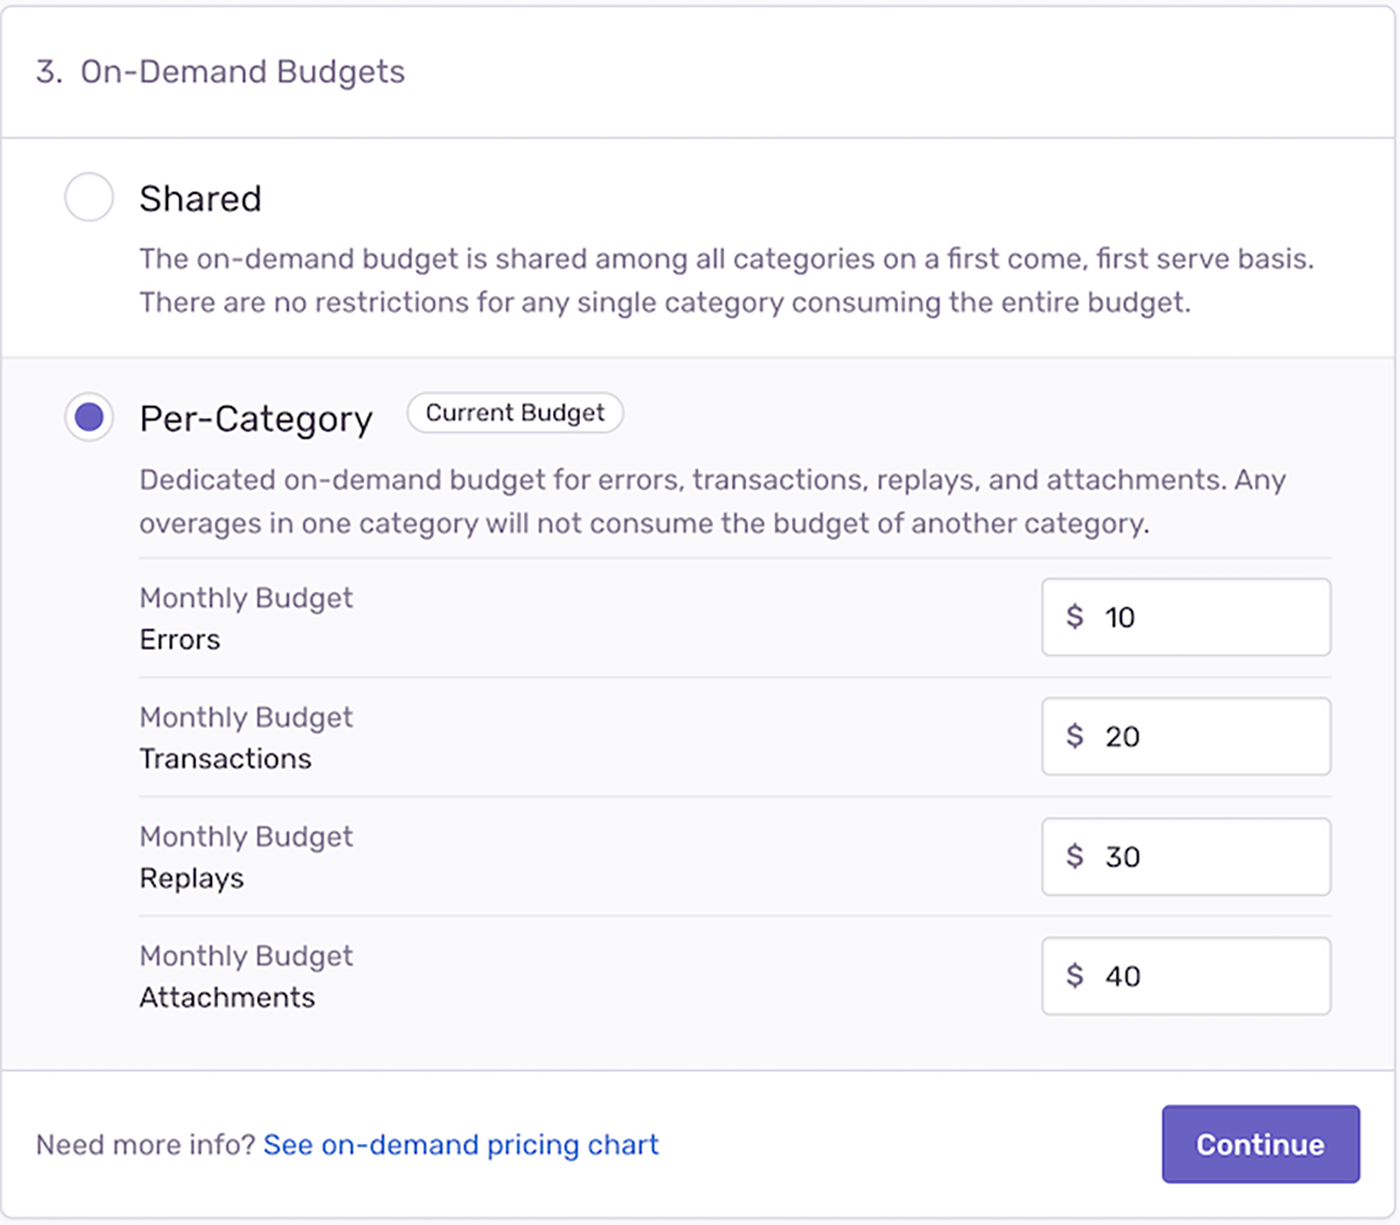 3. On-Demand Budgets
Shared
The on-demand budget is shared among all categories on a first come, first serve basis.
There are no restrictions for any single category consuming the entire budget.
Per-Category Current Budget
Dedicated on-demand budget for errors, transactions, replays, and attachments. Any
overages in one category will not consume the budget of another category.
Monthly Budget
Errors
$ 10
Monthly Budget
Transactions
$ 20
Monthly Budget
Replays
$ 30
Monthly Budget
Attachments
$ 40
Need more info? See on-demand pricing chart
Continue